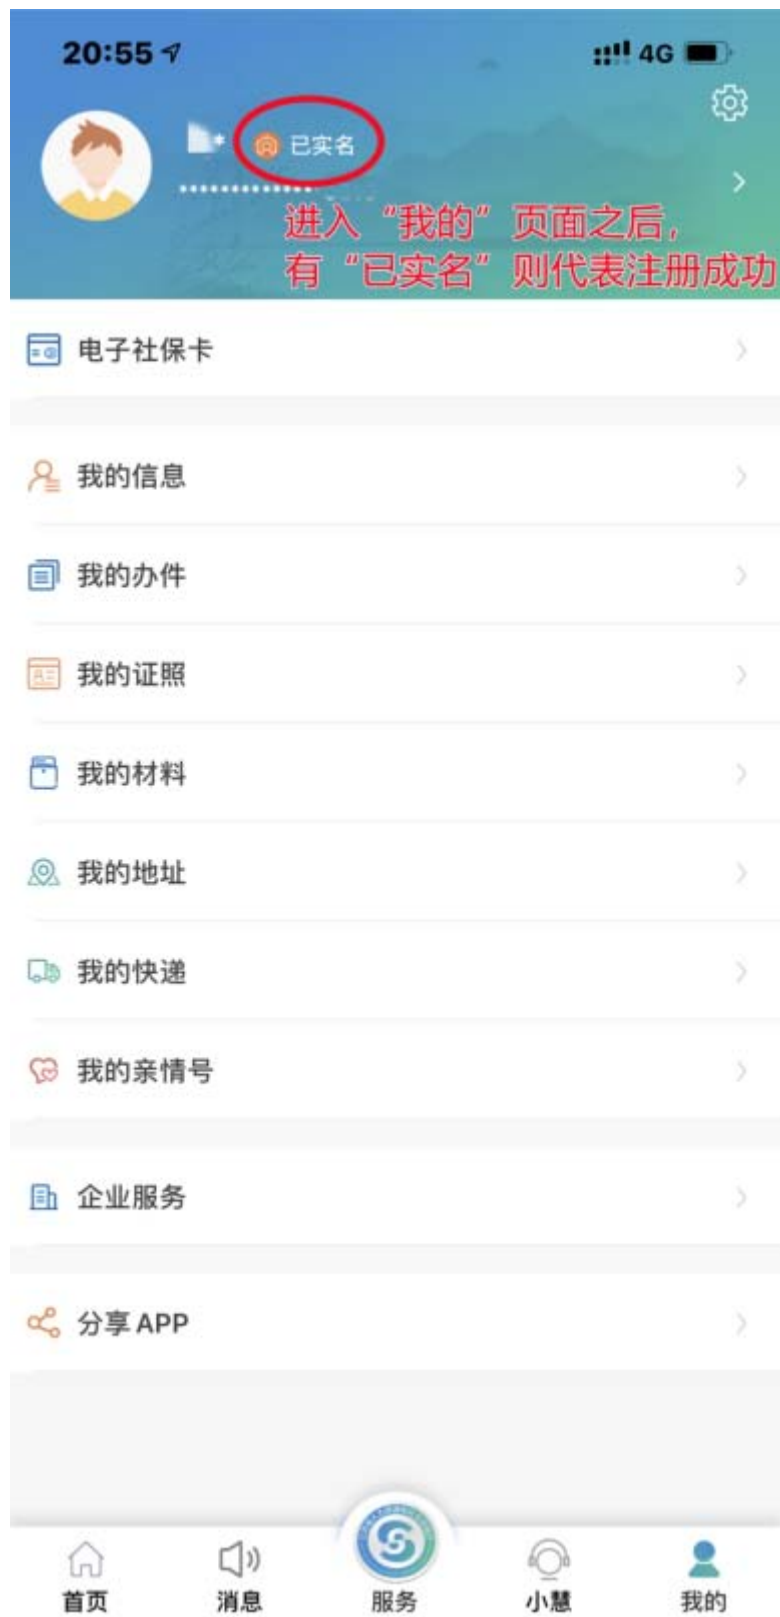 20:55
4G
已实名
进入“我的”页面之后，
有“已实名”则代表注册成功
电子社保卡
我的信息
我的办件
我的证照
我的材料
我的地址
我的快递
我的亲情号
企业服务
分享APP
首页
消息
服务
小慧
我的